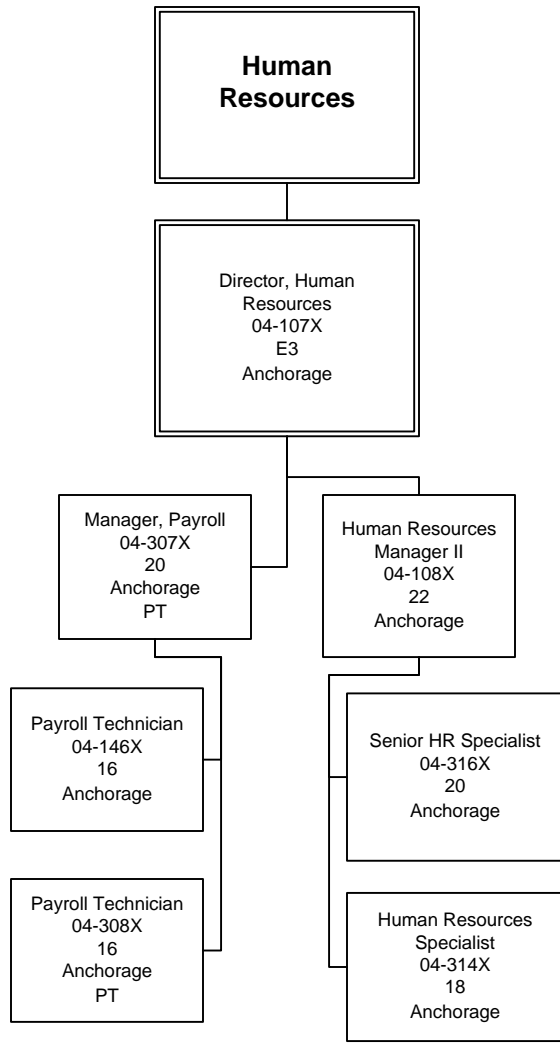 Human
Resources
Director, Human
Resources
04-107X
E3
Anchorage
Manager, Payroll
04-307X
20
Anchorage
PT
Human Resources
Manager II
04-108X
22
Anchorage
Payroll Technician
04-146X
16
Anchorage
Senior HR Specialist
04-316X
20
Anchorage
Payroll Technician
04-308X
16
Anchorage
PT
Human Resources
Specialist
04-314X
18
Anchorage